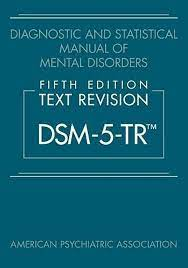 DIAGNOSTIC AND STATISTICAL
MANUAL OF
MENTAL DISORDERS
FIFTH EDITION
TEXT REVISION
DSM-5-TR™
AMERICAN PSYCHIATRIC ASSOCIATION